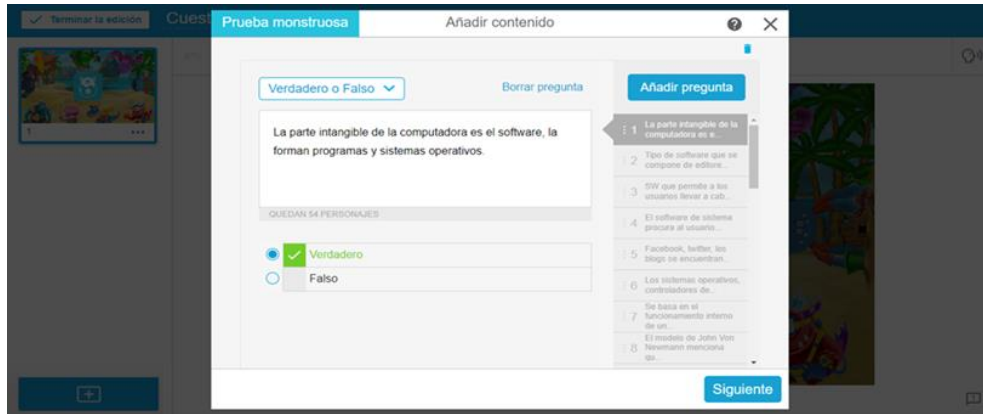 Terminar la edición
Cuest
Prueba monstruosa
Añadir contenido
Verdadero o Falso
Borrar pregunta
Añadir pregunta
La parte intangible de la computadora es el software, la
forman programas y sistemas operativos.
QUEDAN 54 PERSONAJES
Verdadero
Falso
1 La parte intangible de la
computadora es e...
2 Tipo de software que se
compone de editore...
3 SW que permite a los
usuarios llevar a cab...
4 El software de sistema
procura al usuario...
5 Facebook, twitter, los
blogs se encuentran...
6 Los sistemas operativos,
controladores de...
7 Se basa en el
funcionamiento interno
de un...
8 El modelo de John Von
Newmann menciona
qu...
Siguiente
1